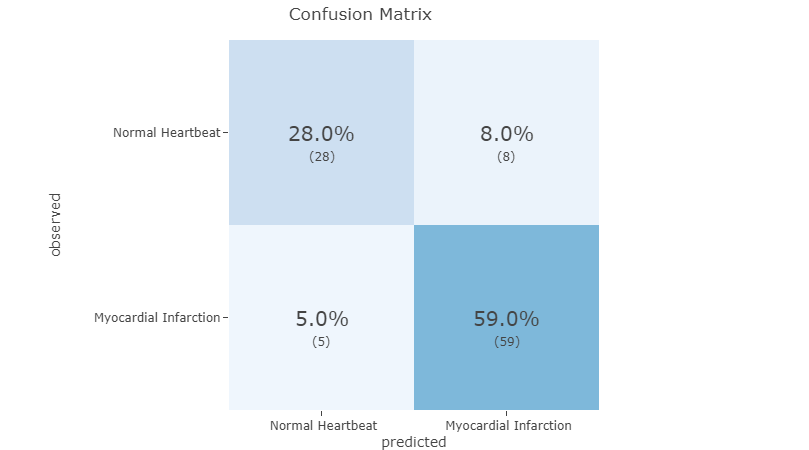 Confusion Matrix
Normal Heartbeat
28.0%
(28)
8.0%
(8)
observed
Myocardial Infarction
5.0%
(5)
59.0%
(59)
Normal Heartbeat
Myocardial Infarction
predicted